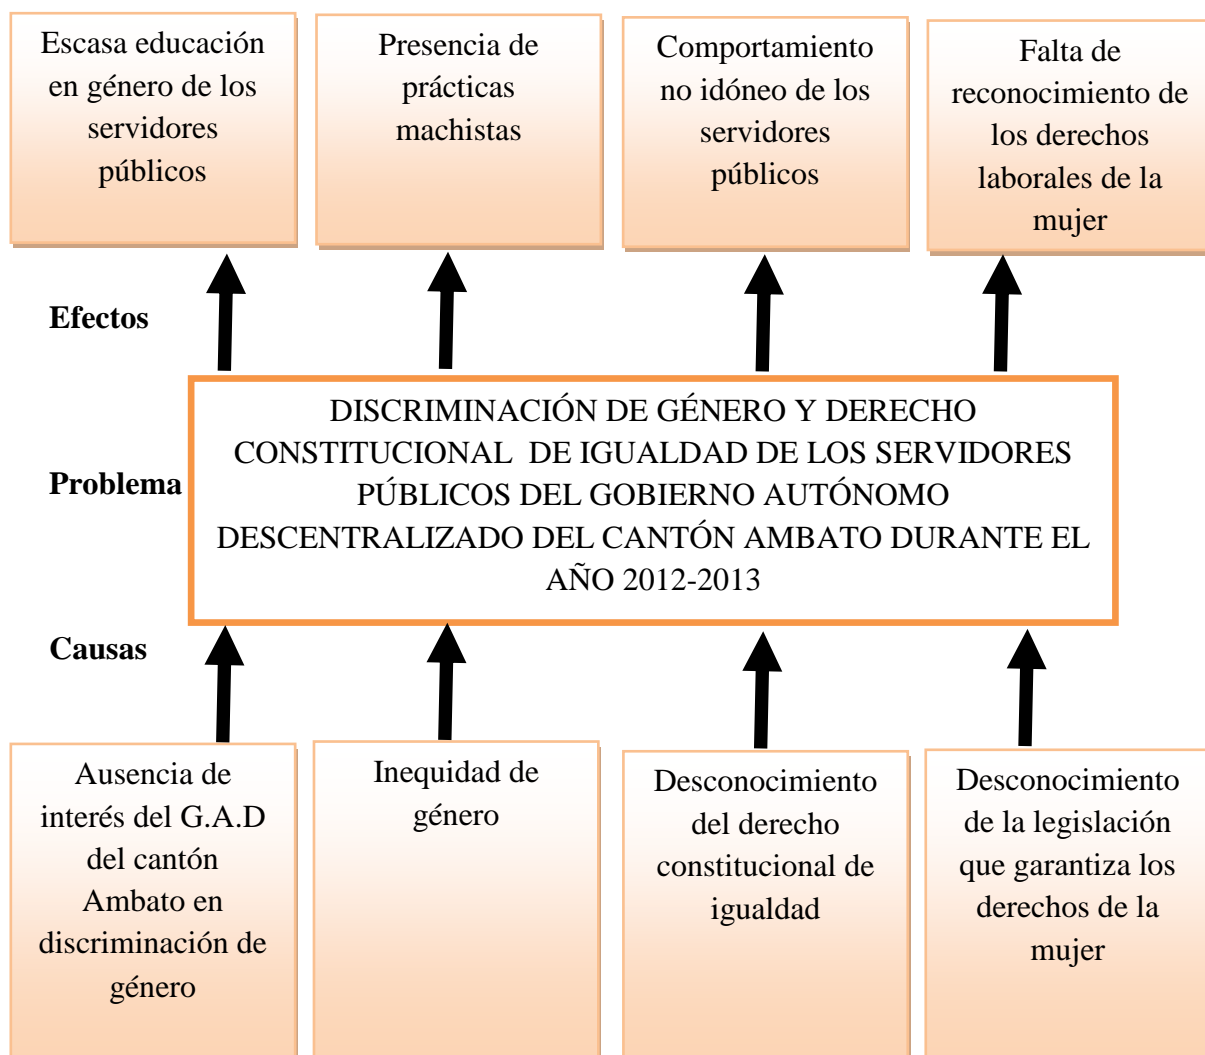 Escasa educación
en género de los
servidores
públicos
Presencia de
prácticas
machistas
Comportamiento
no idóneo de los
servidores
públicos
Falta de
reconocimiento de
los derechos
laborales de la
mujer
Efectos
Problema
DISCRIMINACIÓN DE GÉNERO Y DERECHO
CONSTITUCIONAL DE IGUALDAD DE LOS SERVIDORES
PÚBLICOS DEL GOBIERNO AUTÓNOMO
DESCENTRALIZADO DEL CANTÓN AMBATO DURANTE EL
AÑO 2012-2013
Causas
Ausencia de
interés del G.A.D
del cantón
Ambato en
discriminación de
género
Inequidad de
género
Desconocimiento
del derecho
constitucional de
igualdad
Desconocimiento
de la legislación
que garantiza los
derechos de la
mujer